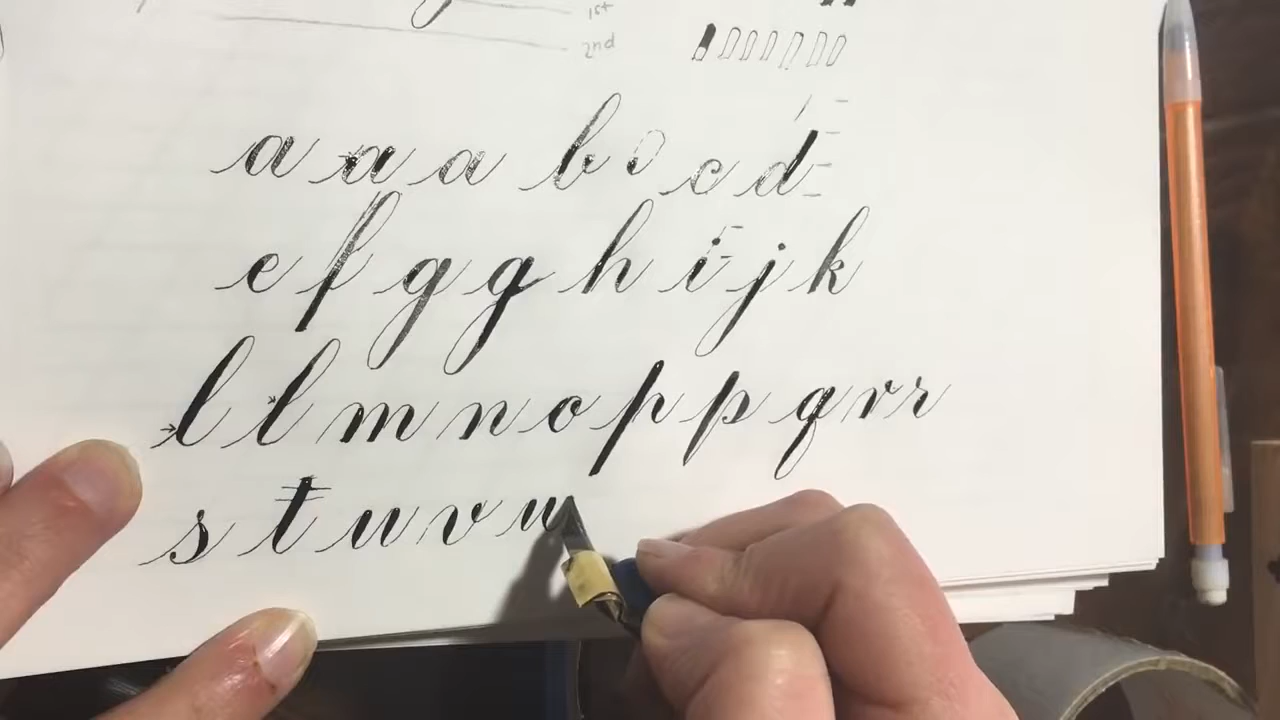 1st
2nd
a a a b o c d
e f g g h i j k
l l m n o p p q r r
s t u v w